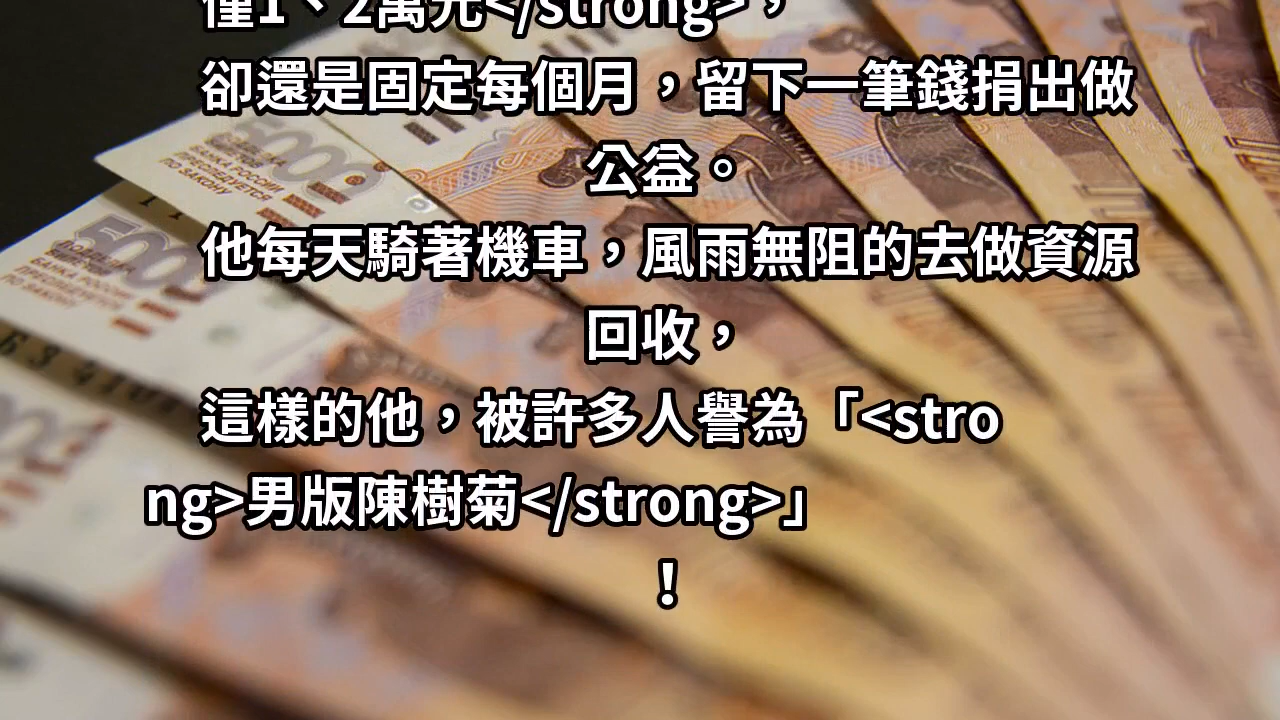 僅1、2萬元</strong>，
卻還是固定每個月，留下一筆錢捐出做
公益。
他每天騎著機車，風雨無阻的去做資源
回收，
這樣的他，被許多人譽為「<stro
ng>男版陳樹菊</strong>」
！
5000
5000